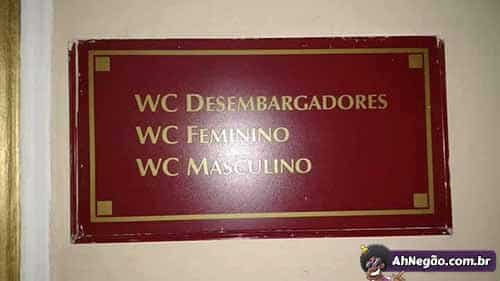 WC DESEMBARGADORES
WC FEMININO
WC MASCULINO
AhNegão.com.br